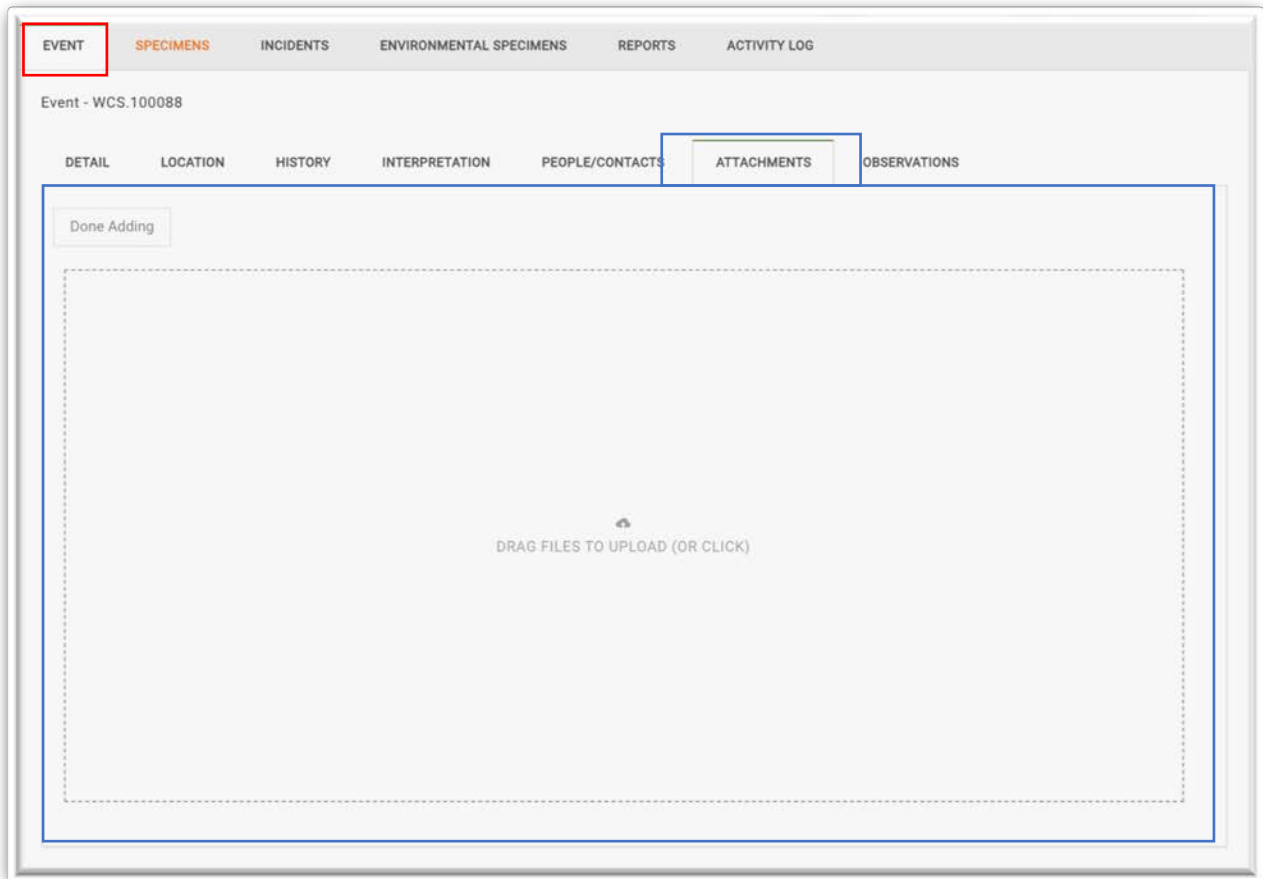 EVENT SPECIMENS INCIDENTS ENVIRONMENTAL SPECIMENS REPORTS ACTIVITY LOG
Event - WCS.100088
DETAIL LOCATION HISTORY INTERPRETATION PEOPLE/CONTACTS ATTACHMENTS OBSERVATIONS
Done Adding
DRAG FILES TO UPLOAD (OR CLICK)